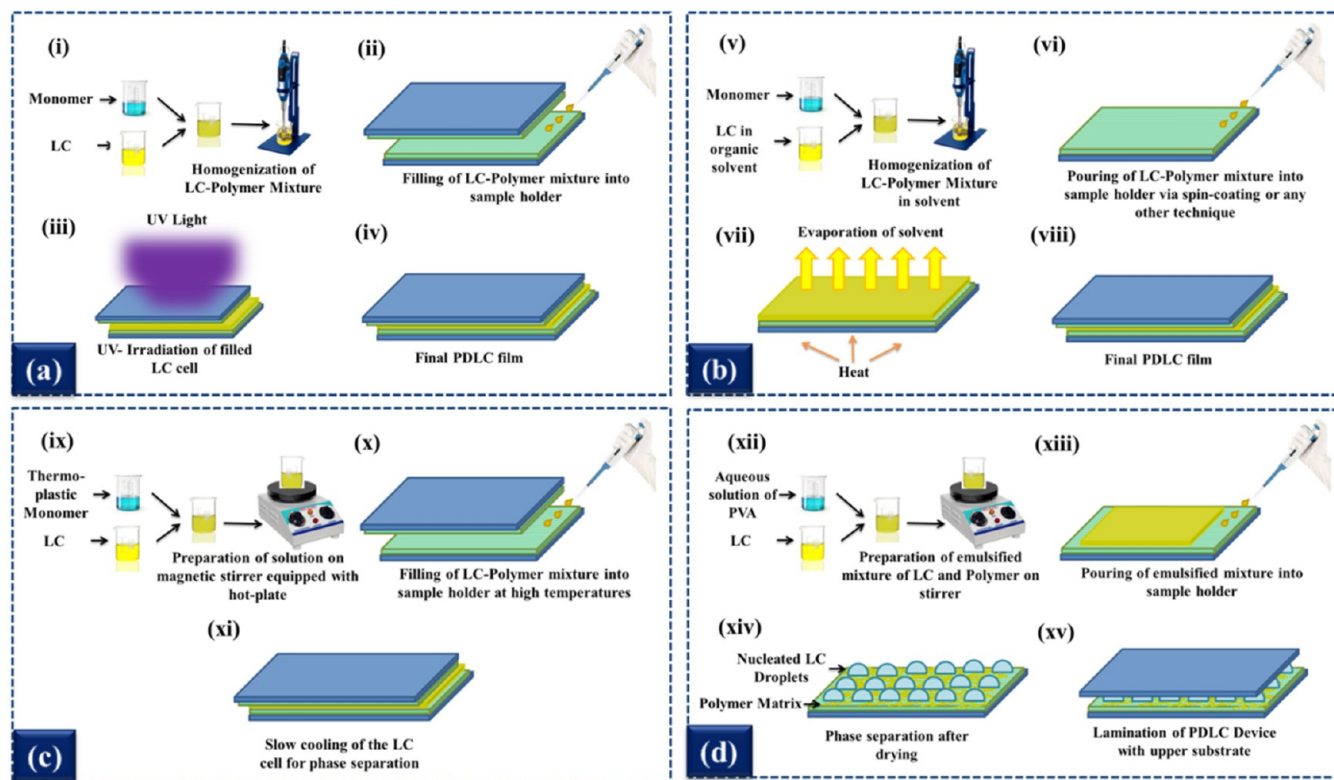 (i)
Monomer
LC
Homogenization of
LC-Polymer Mixture
(ii)
Filling of LC-Polymer mixture into
sample holder
(iii)
UV Light
UV- Irradiation of filled
LC cell
(iv)
Final PDLC film
(a)
(v)
Monomer
LC in
organic
solvent
Homogenization of
LC-Polymer Mixture
in solvent
(vi)
Pouring of LC-Polymer mixture into
sample holder via spin-coating or any
other technique
(vii)
Evaporation of solvent
Heat
(viii)
Final PDLC film
(b)
(ix)
Thermo-
plastic
Monomer
LC
Preparation of solution on
magnetic stirrer equipped with
hot-plate
(x)
Filling of LC-Polymer mixture into
sample holder at high temperatures
(xi)
Slow cooling of the LC
cell for phase separation
(c)
(xii)
Aqueous
solution of
PVA
LC
Preparation of emulsified
mixture of LC and Polymer on
stirrer
(xiii)
Pouring of emulsified mixture into
sample holder
(xiv)
Nucleated LC
Droplets
Polymer Matrix
Phase separation after
drying
(xv)
Lamination of PDLC Device
with upper substrate
(d)